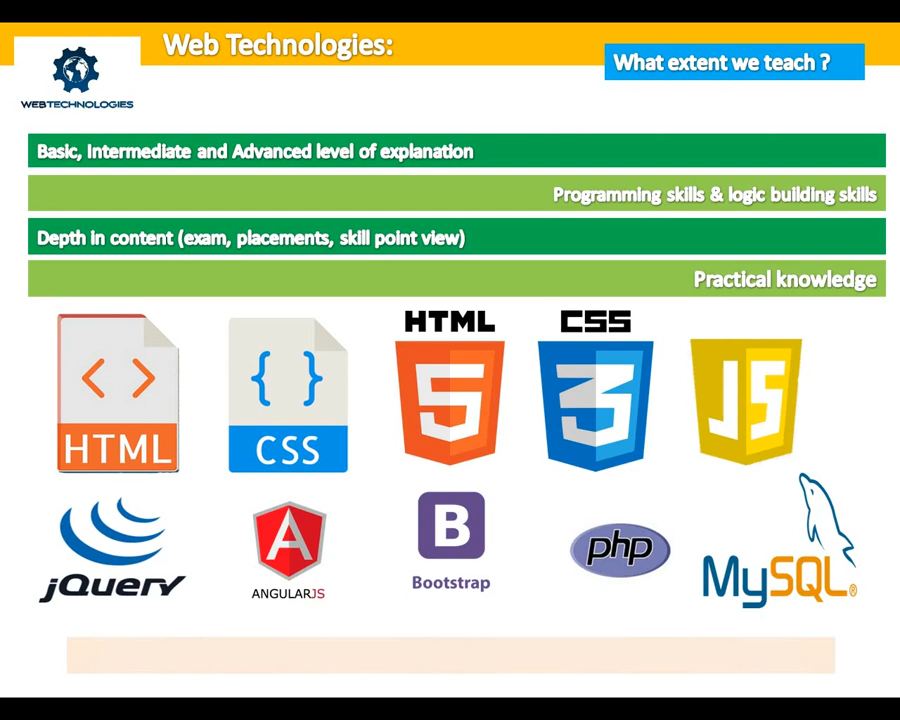 Web Technologies:
What extent we teach ?
WEBTECHNOLOGIES
Basic, Intermediate and Advanced level of explanation
Programming skills & logic building skills
Depth in content (exam, placements, skill point view)
Practical knowledge
HTML
CSS
HTML
5
CSS
3
JS
jQuery
A
ANGULARJS
B
Bootstrap
php
MySQL®